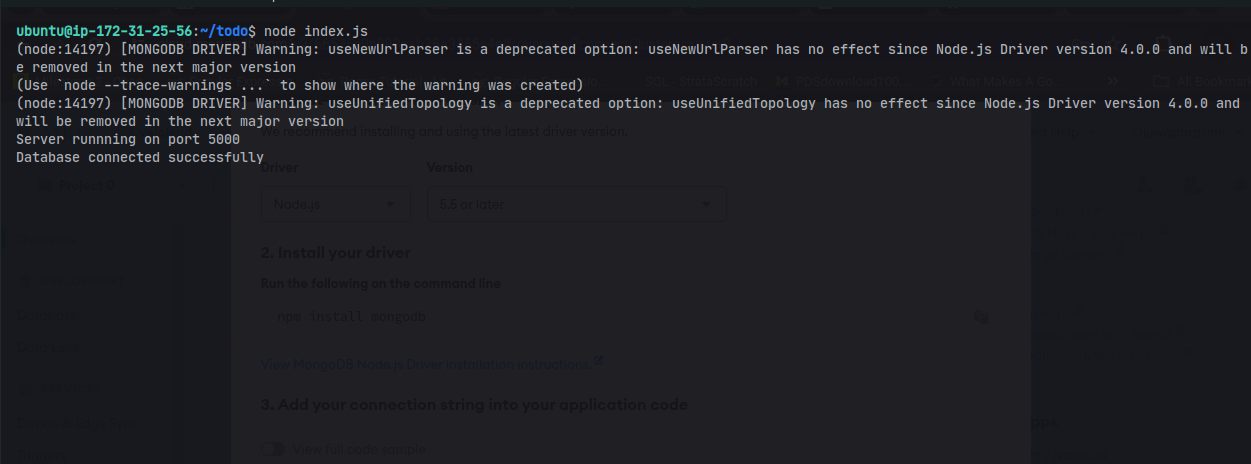 ubuntu@ip-172-31-25-56:~/todo$ node index.js
(node:14197) [MONGODB DRIVER] Warning: useNewUrlParser is a deprecated option: useNewUrlParser has no effect since Node.js Driver version 4.0.0 and will b
e removed in the next major version
(Use `node --trace-warnings ...` to show where the warning was created)
(node:14197) [MONGODB DRIVER] Warning: useUnifiedTopology is a deprecated option: useUnifiedTopology has no effect since Node.js Driver version 4.0.0 and
will be removed in the next major version
Server runnning on port 5000
Database connected successfully
We recommend installing and using the latest driver version.
Driver Version
Project 0
Node.js 5.5 or later
2. Install your driver
Run the following on the command line
npm install mongodb
View MongoDB Node.js Driver installation instructions.
3. Add your connection string into your application code
View full code sample